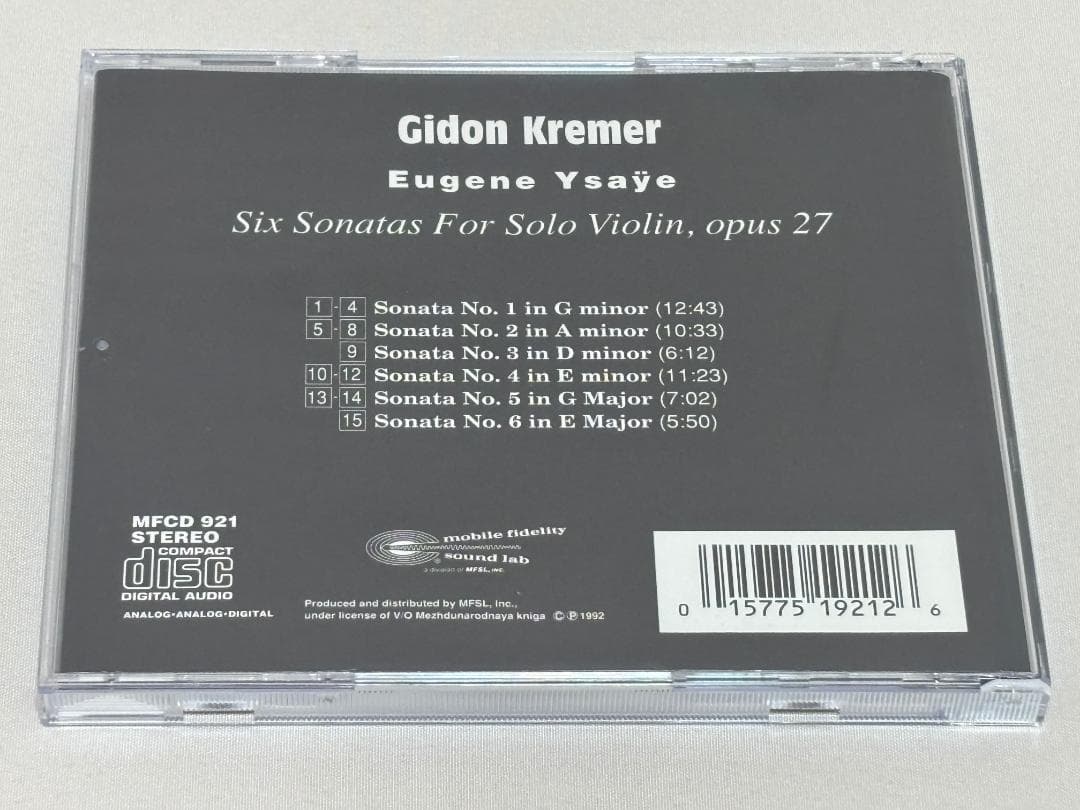 Gidon Kremer
Eugene Ysaÿe
Six Sonatas For Solo Violin, opus 27
1-4 Sonata No. 1 in G minor (12:43)
5-8 Sonata No. 2 in A minor (10:33)
9 Sonata No. 3 in D minor (6:12)
10-12 Sonata No. 4 in E minor (11:23)
13-14 Sonata No. 5 in G Major (7:02)
15 Sonata No. 6 in E Major (5:50)
MFCD 921
STEREO
COMPACT
disc
DIGITAL AUDIO
ANALOG•ANALOG•DIGITAL
mobile fidelity
sound lab
a division of MFSL, INC.
Produced and distributed by MFSL, Inc.,
under license of V/O Mezhdunarodnaya kniga © ℗ 1992
0 15775 19212 6